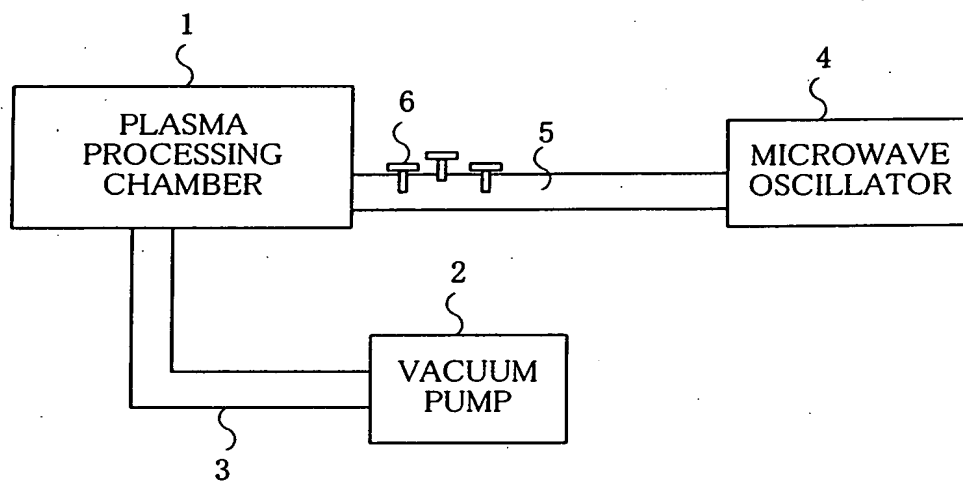 1
PLASMA
PROCESSING
CHAMBER
6
5
4
MICROWAVE
OSCILLATOR
2
VACUUM
PUMP
3